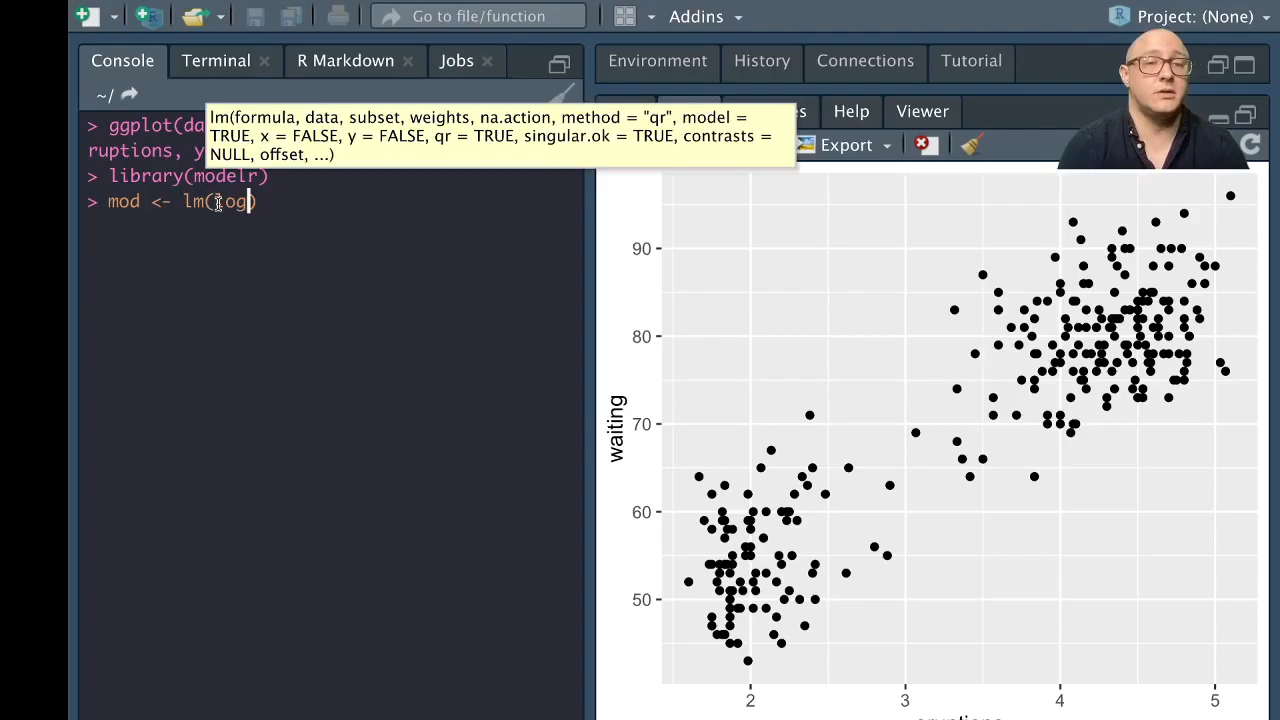 Go to file/function
Addins
Project: (None)
Console
Terminal
R Markdown
Jobs
Environment
History
Connections
Tutorial
~/
Help
Viewer
Export
lm(formula, data, subset, weights, na.action, method = "qr", model =
TRUE, x = FALSE, y = FALSE, qr = TRUE, singular.ok = TRUE, contrasts =
NULL, offset, ...)
> ggplot(da
ruptions, y
> library(modelr)
> mod <- lm(log)
waiting
90
80
70
60
50
2
3
4
5